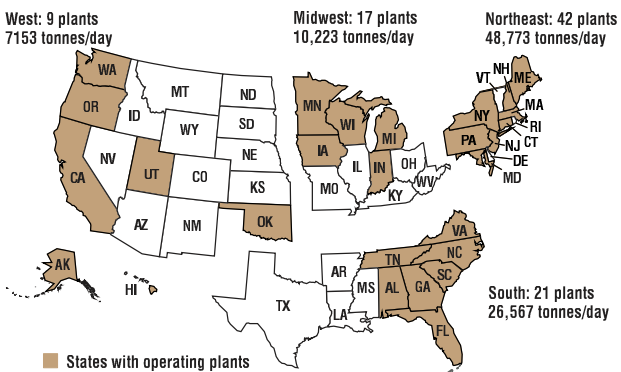 West: 9 plants
7153 tonnes/day
Midwest: 17 plants
10,223 tonnes/day
Northeast: 42 plants
48,773 tonnes/day
WA
OR
CA
ID
NV
MT
WY
UT
CO
AZ
NM
ND
SD
NE
KS
OK
AK
HI
MN
WI
MI
IA
IL
IN
OH
MO
KY
WV
VT
NH
ME
NY
MA
RI
CT
PA
NJ
DE
MD
TX
AR
LA
MS
TN
AL
GA
FL
SC
NC
VA
South: 21 plants
26,567 tonnes/day
States with operating plants